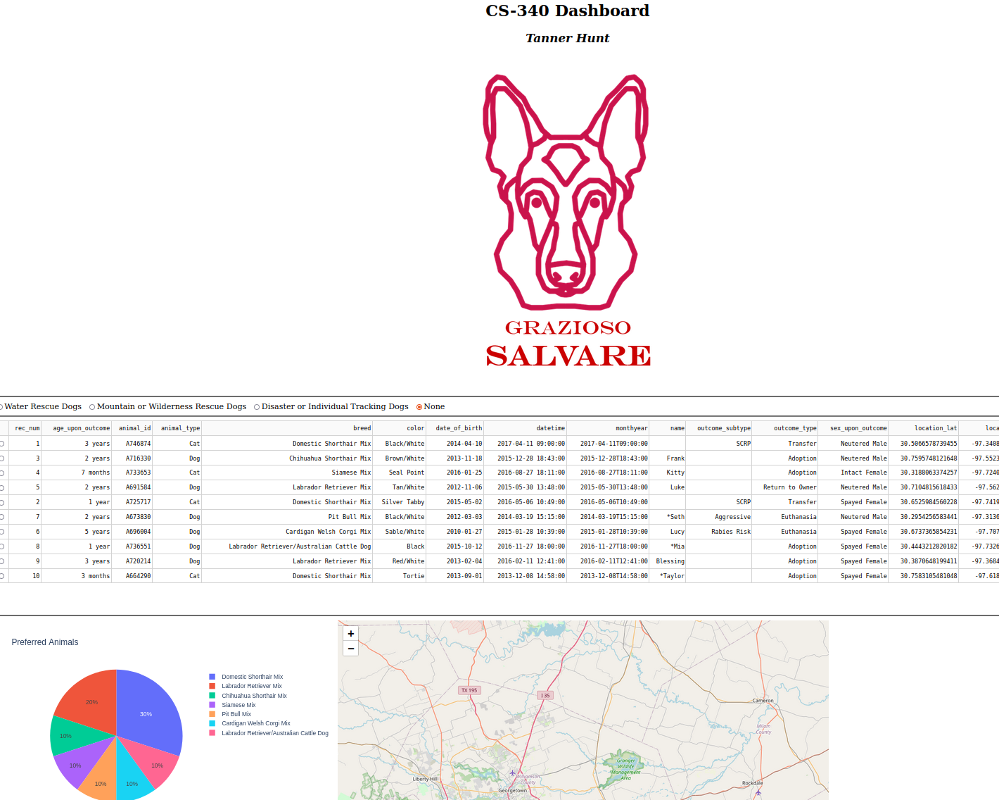 CS-340 Dashboard
Tanner Hunt
GRAZIOSO
SALVARE
Water Rescue Dogs Mountain or Wilderness Rescue Dogs Disaster or Individual Tracking Dogs None
rec_num age_upon_outcome animal_id animal_type breed color date_of_birth datetime monthyear name outcome_subtype outcome_type sex_upon_outcome location_lat loca
1 3 years A746874 Cat Domestic Shorthair Mix Black/White 2014-04-10 2017-04-11 09:00:00 2017-04-11T09:00:00 SCRP Transfer Neutered Male 30.5066578739455 -97.3408
3 2 years A716330 Dog Chihuahua Shorthair Mix Brown/White 2013-11-18 2015-12-28 18:43:00 2015-12-28T18:43:00 Frank Adoption Neutered Male 30.7595748121648 -97.5523
4 7 months A733653 Cat Siamese Mix Seal Point 2016-01-25 2016-08-27 18:11:00 2016-08-27T18:11:00 Kitty Adoption Intact Female 30.3188063374257 -97.7240
5 2 years A691584 Dog Labrador Retriever Mix Tan/White 2012-11-06 2015-05-30 13:48:00 2015-05-30T13:48:00 Luke Return to Owner Neutered Male 30.7104815618433 -97.562
2 1 year A725717 Cat Domestic Shorthair Mix Silver Tabby 2015-05-02 2016-05-06 10:49:00 2016-05-06T10:49:00 SCRP Transfer Spayed Female 30.6525984560228 -97.7419
7 2 years A673830 Dog Pit Bull Mix Black/White 2012-03-03 2014-03-19 15:15:00 2014-03-19T15:15:00 *Seth Aggressive Euthanasia Neutered Male 30.2954256583441 -97.3136
6 5 years A696004 Dog Cardigan Welsh Corgi Mix Sable/White 2010-01-27 2015-01-28 10:39:00 2015-01-28T10:39:00 Lucy Rabies Risk Euthanasia Spayed Female 30.6737365854231 -97.707
8 1 year A736551 Dog Labrador Retriever/Australian Cattle Dog Black 2015-10-12 2016-11-27 18:00:00 2016-11-27T18:00:00 *Mia Adoption Spayed Female 30.4443212820182 -97.7326
9 3 years A720214 Dog Labrador Retriever Mix Red/White 2013-02-04 2016-02-11 12:41:00 2016-02-11T12:41:00 Blessing Adoption Spayed Female 30.3870648199411 -97.3684
10 3 months A664290 Cat Domestic Shorthair Mix Tortie 2013-09-01 2013-12-08 14:58:00 2013-12-08T14:58:00 *Taylor Adoption Spayed Female 30.7583105481048 -97.618
Preferred Animals
Domestic Shorthair Mix
Labrador Retriever Mix
Chihuahua Shorthair Mix
Siamese Mix
Pit Bull Mix
Cardigan Welsh Corgi Mix
Labrador Retriever/Australian Cattle Dog
20%
30%
10%
10%
10%
10%
10%
+
−
TX 195
I 35
Cameron
Milam
County
Granger
Wildlife
Management
Area
Liberty Hill
Williamson
County
Georgetown
Rockdale